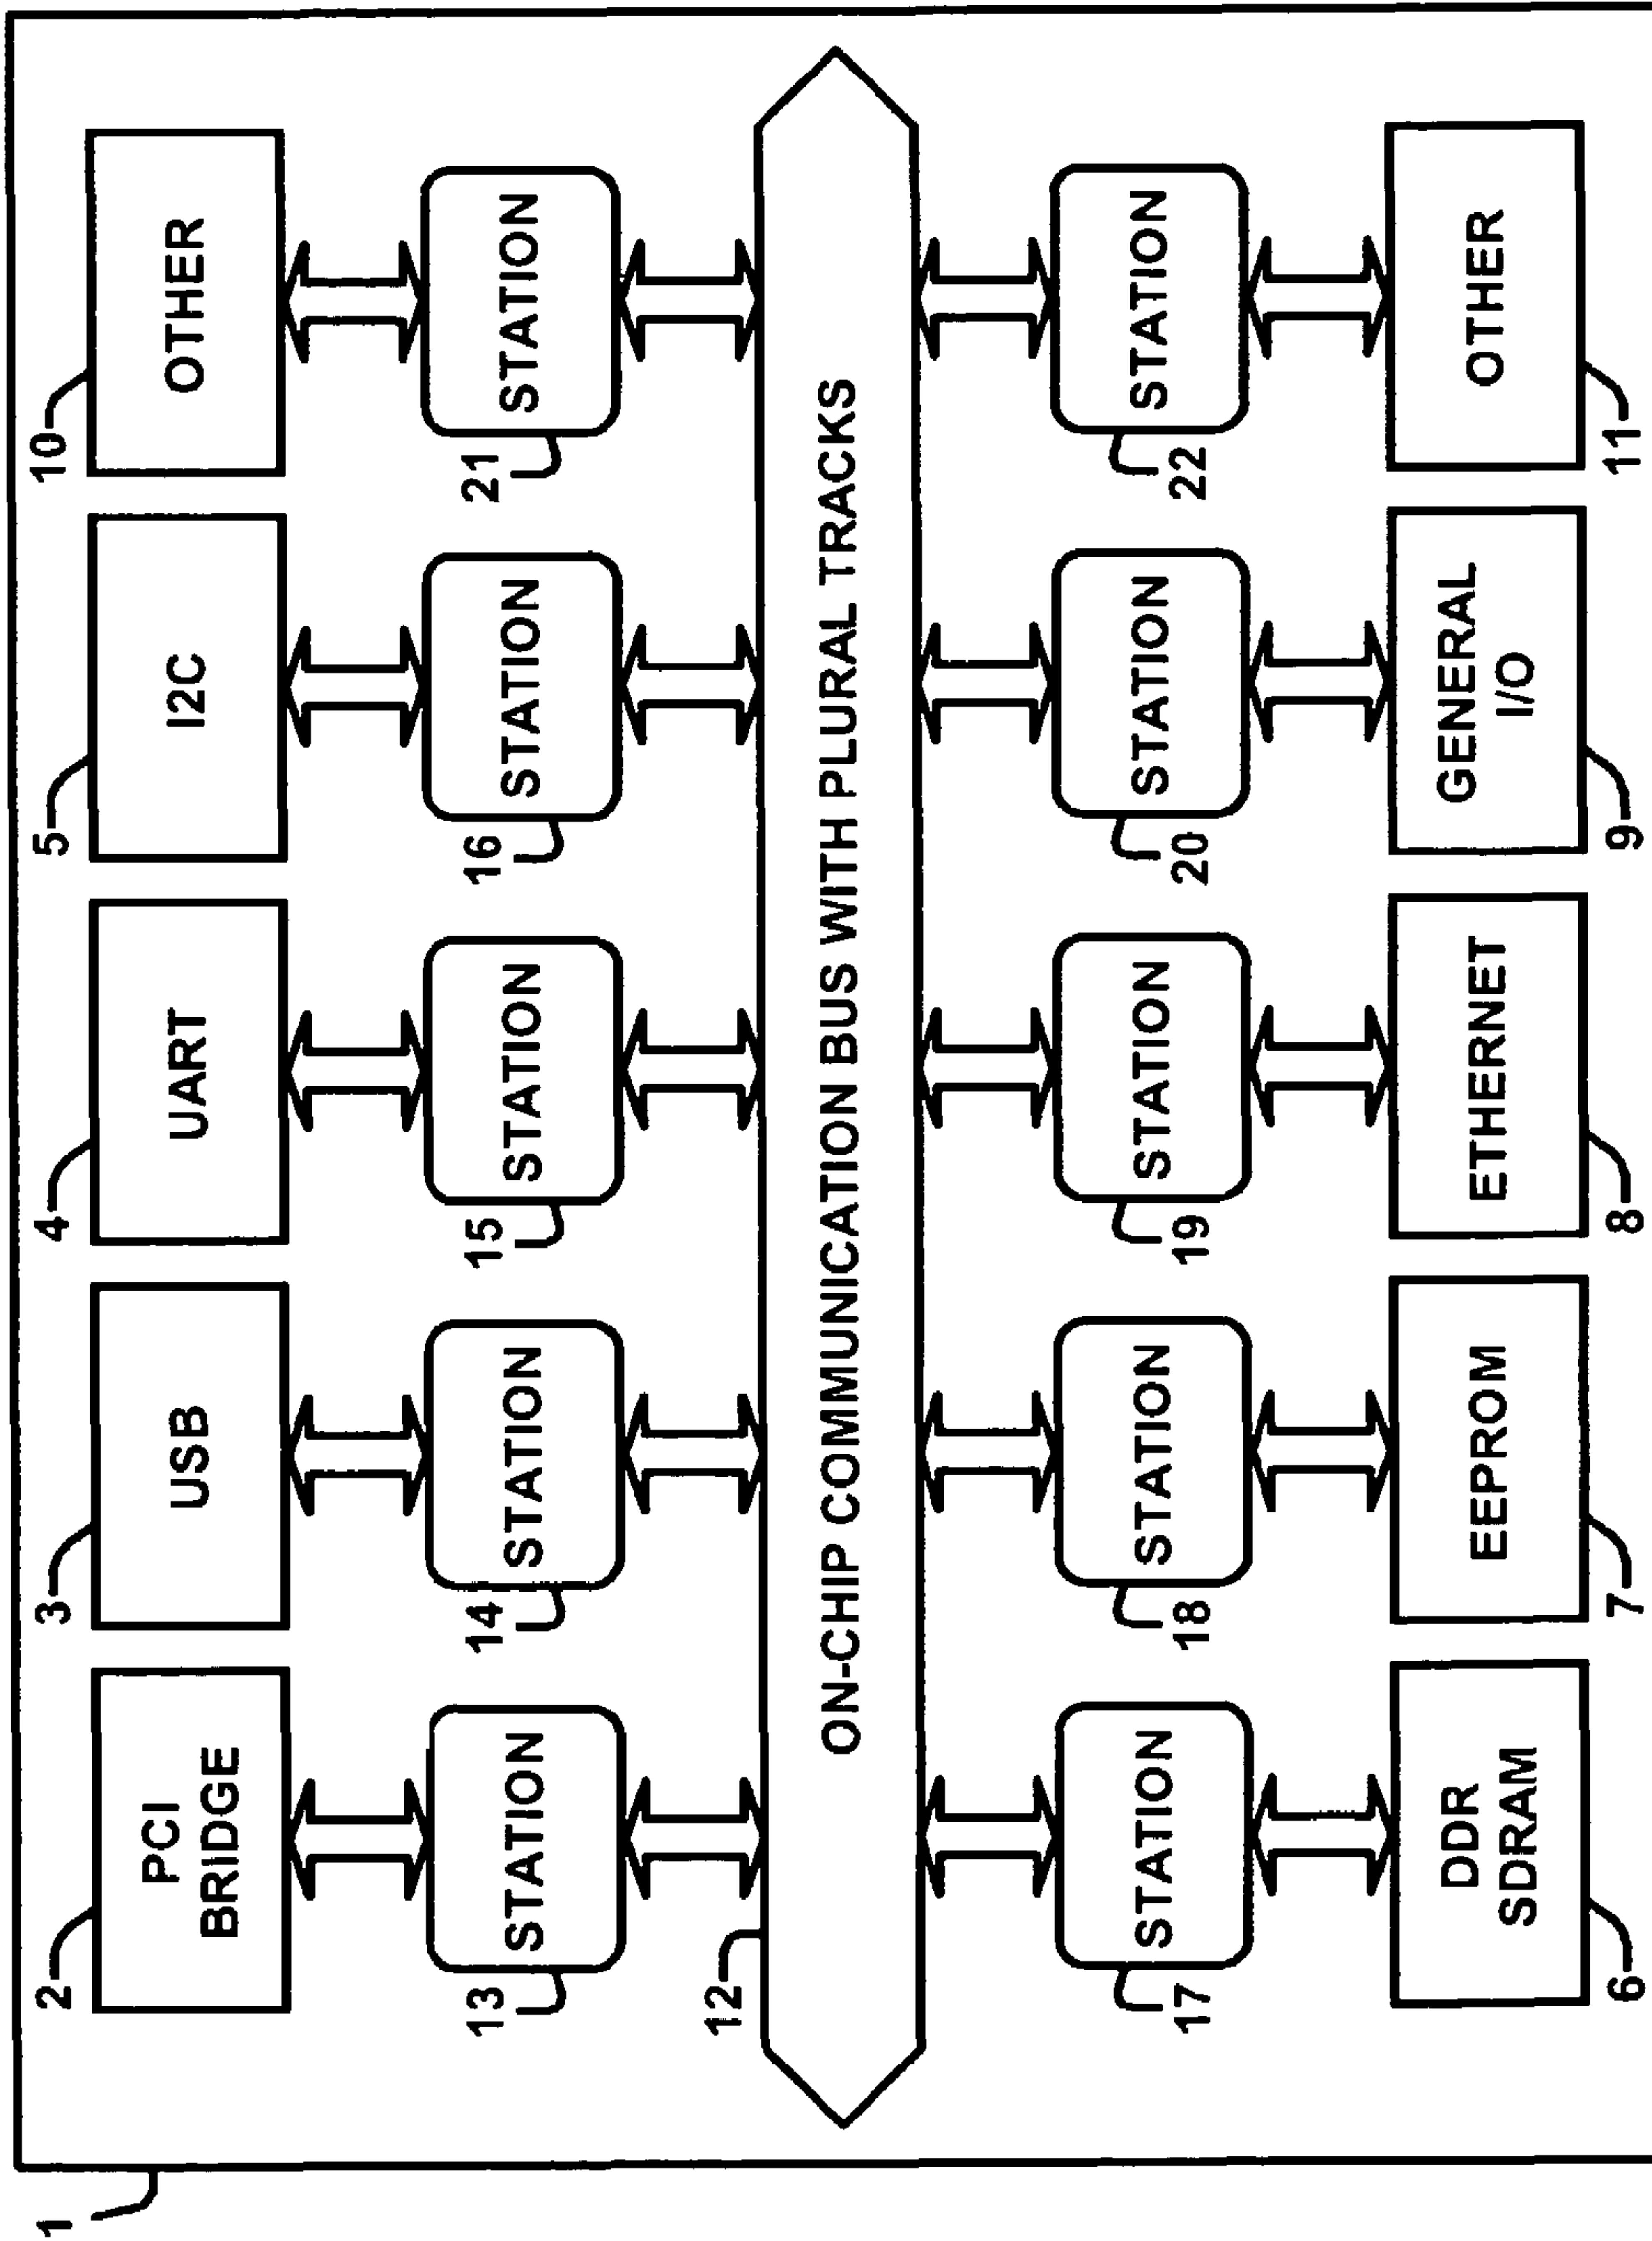 1
2
PCI
BRIDGE
3
USB
4
UART
5
I2C
10
OTHER
13
STATION
14
STATION
15
STATION
16
STATION
21
STATION
12
ON-CHIP COMMUNICATION BUS WITH PLURAL TRACKS
17
STATION
18
STATION
19
STATION
20
STATION
22
STATION
6
DDR
SDRAM
7
EEPROM
8
ETHERNET
9
GENERAL
I/O
11
OTHER